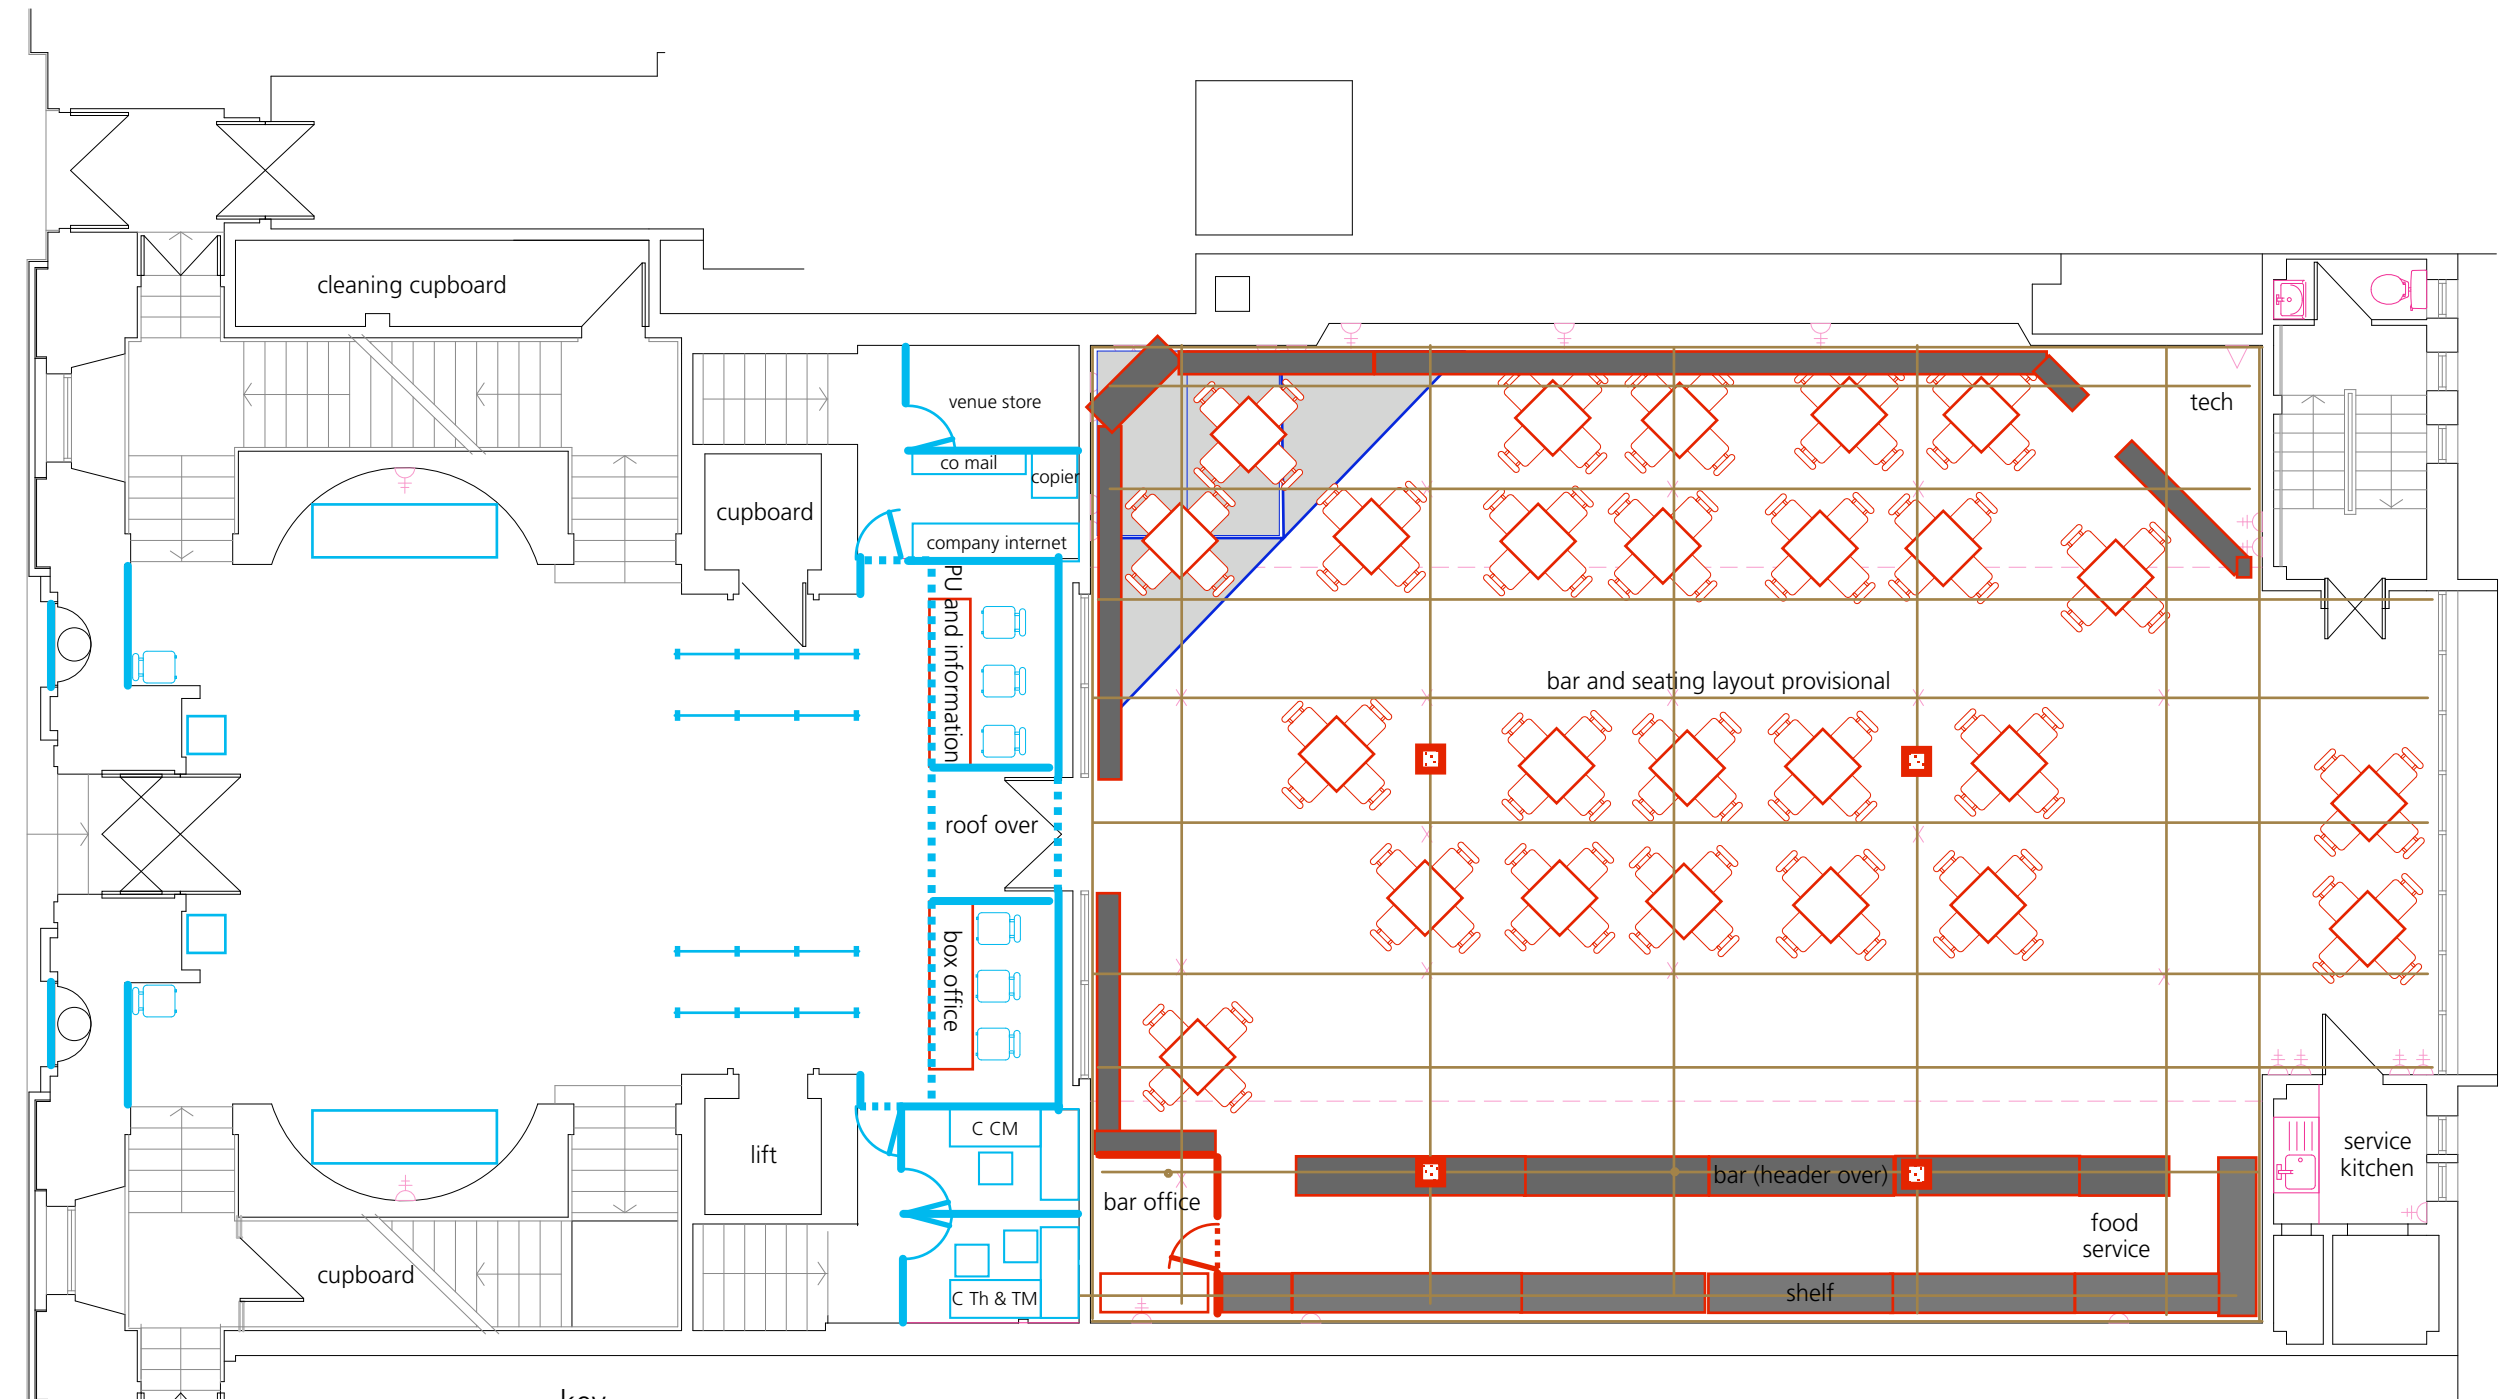 cleaning cupboard
venue store
tech
co mail
copier
cupboard
company internet
PU and information
bar and seating layout provisional
roof over
box office
C CM
lift
service
kitchen
bar (header over)
bar office
food
service
cupboard
C Th & TM
shelf
key